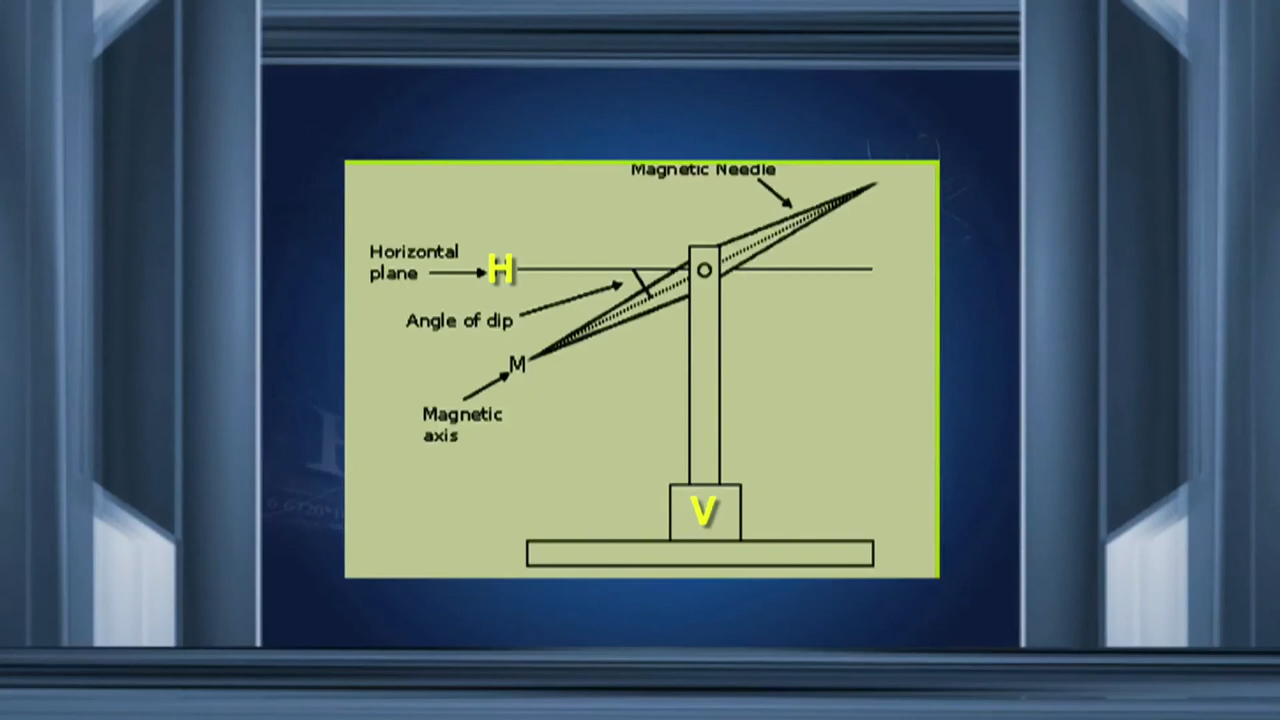 Magnetic Needle
Horizontal
plane
H
Angle of dip
M
Magnetic
axis
V